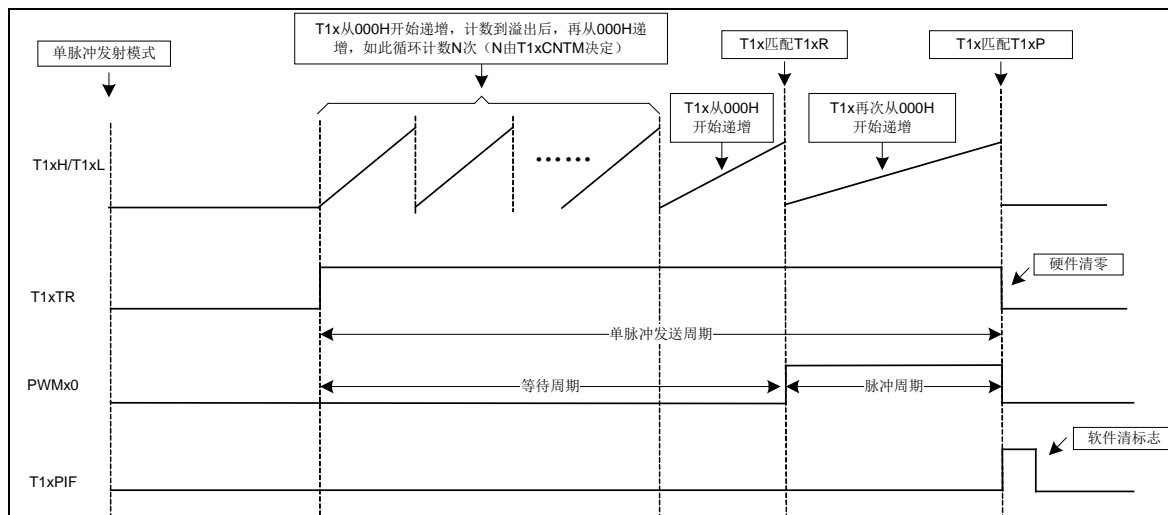 单脉冲发射模式
T1x从000H开始递增，计数到溢出后，再从000H递
增，如此循环计数N次（N由T1xCNTM决定）
T1x匹配T1xR
T1x匹配T1xP
T1x从000H
开始递增
T1x再次从000H
开始递增
T1xH/T1xL
••••••
硬件清零
T1xTR
单脉冲发送周期
PWMx0
等待周期
脉冲周期
软件清标志
T1xPIF